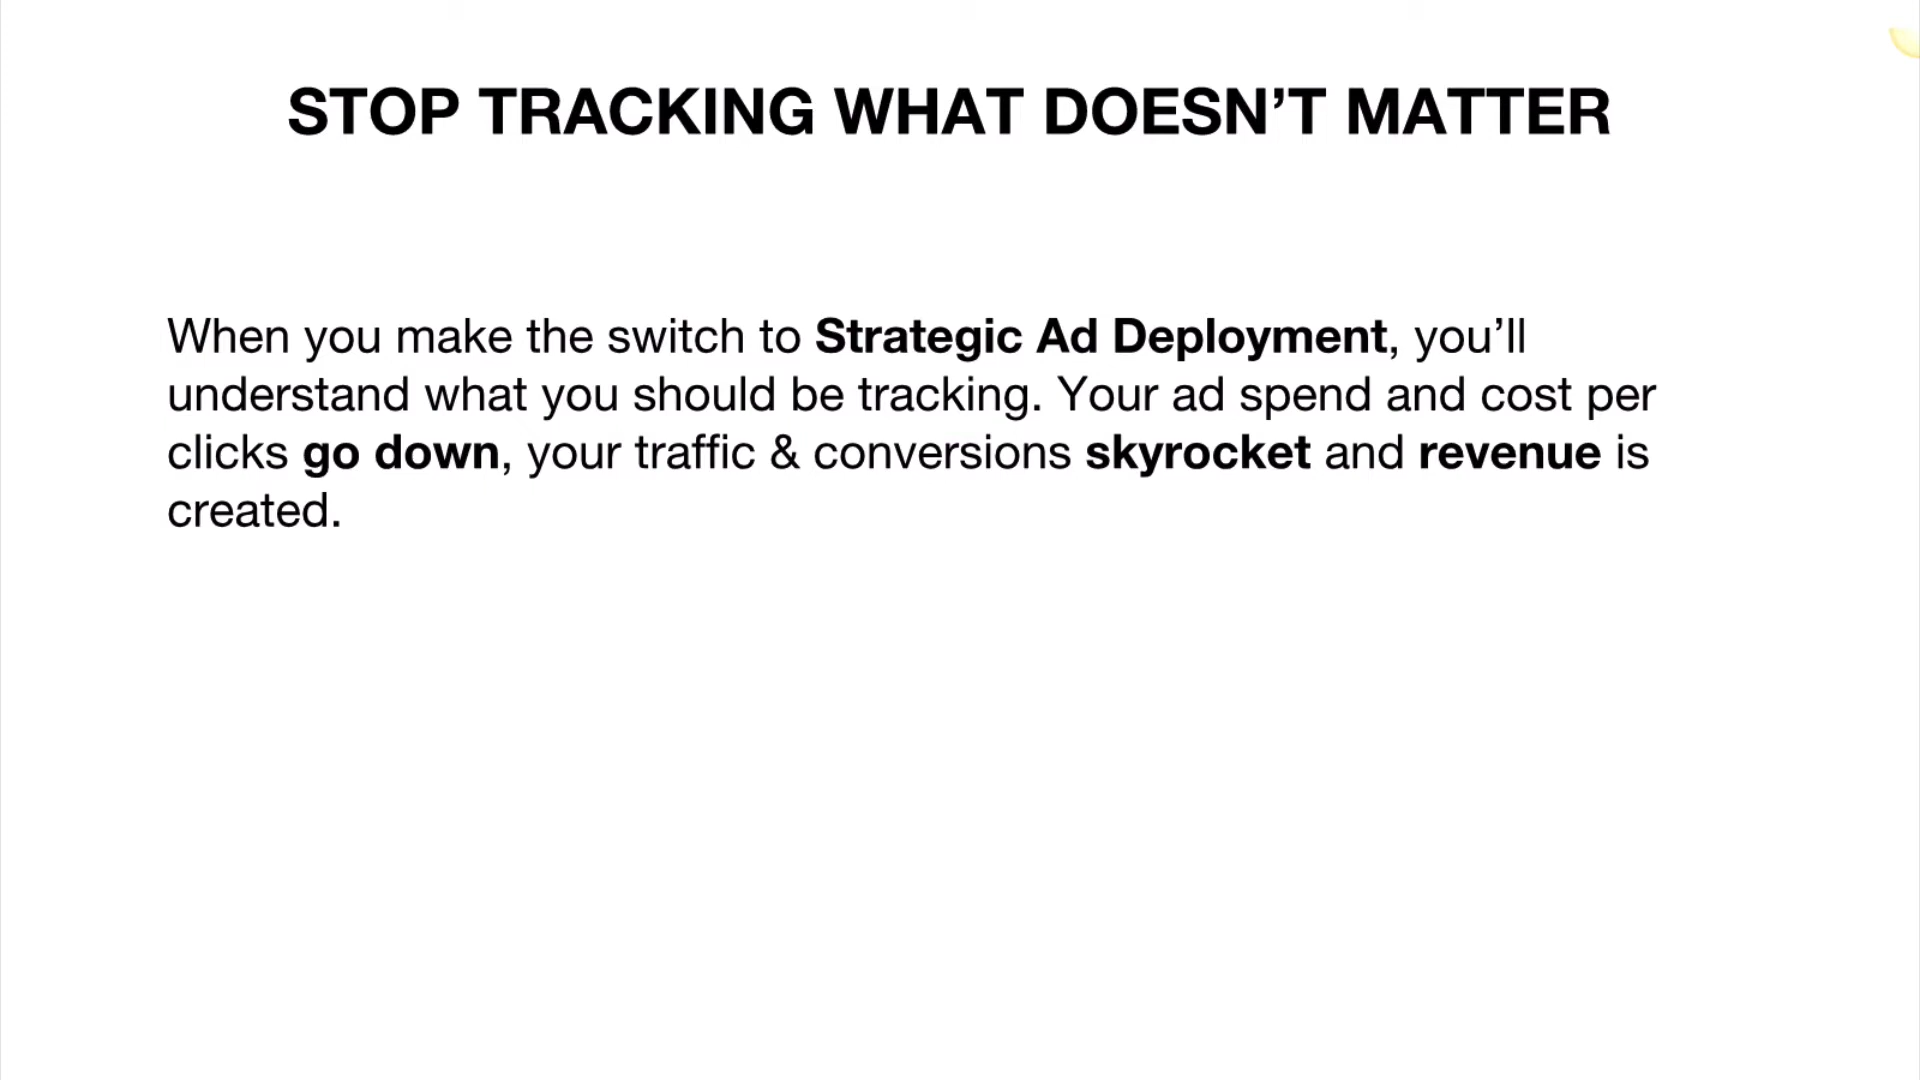 STOP TRACKING WHAT DOESN’T MATTER
When you make the switch to Strategic Ad Deployment, you’ll
understand what you should be tracking. Your ad spend and cost per
clicks go down, your traffic & conversions skyrocket and revenue is
created.